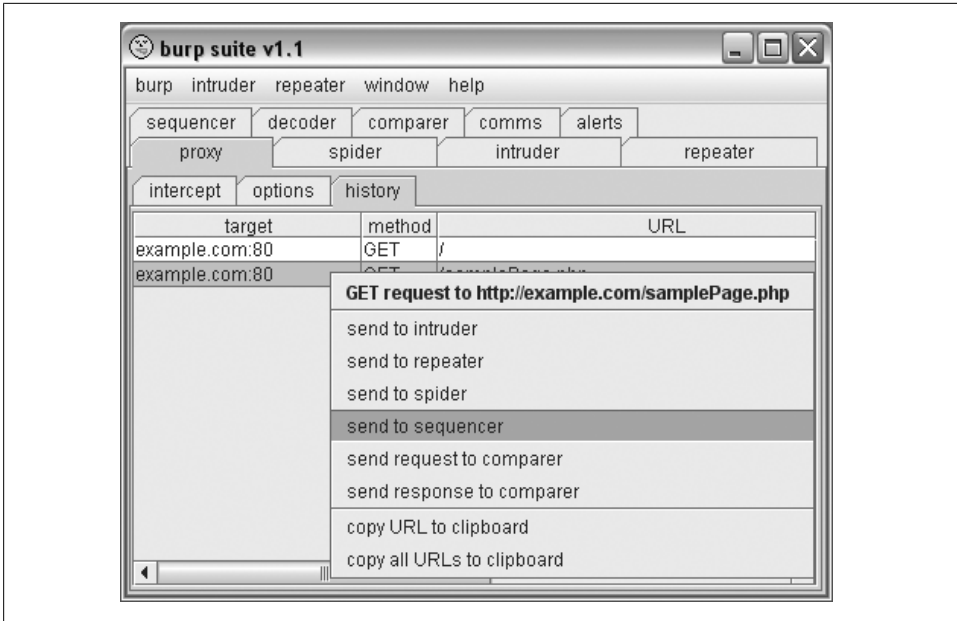 burp suite v1.1
burp intruder repeater window help
sequencer decoder comparer comms alerts
proxy spider intruder repeater
intercept options history
target method URL
example.com:80 GET /
example.com:80 GET /samplePage.php
GET request to http://example.com/samplePage.php
send to intruder
send to repeater
send to spider
send to sequencer
send request to comparer
send response to comparer
copy URL to clipboard
copy all URLs to clipboard